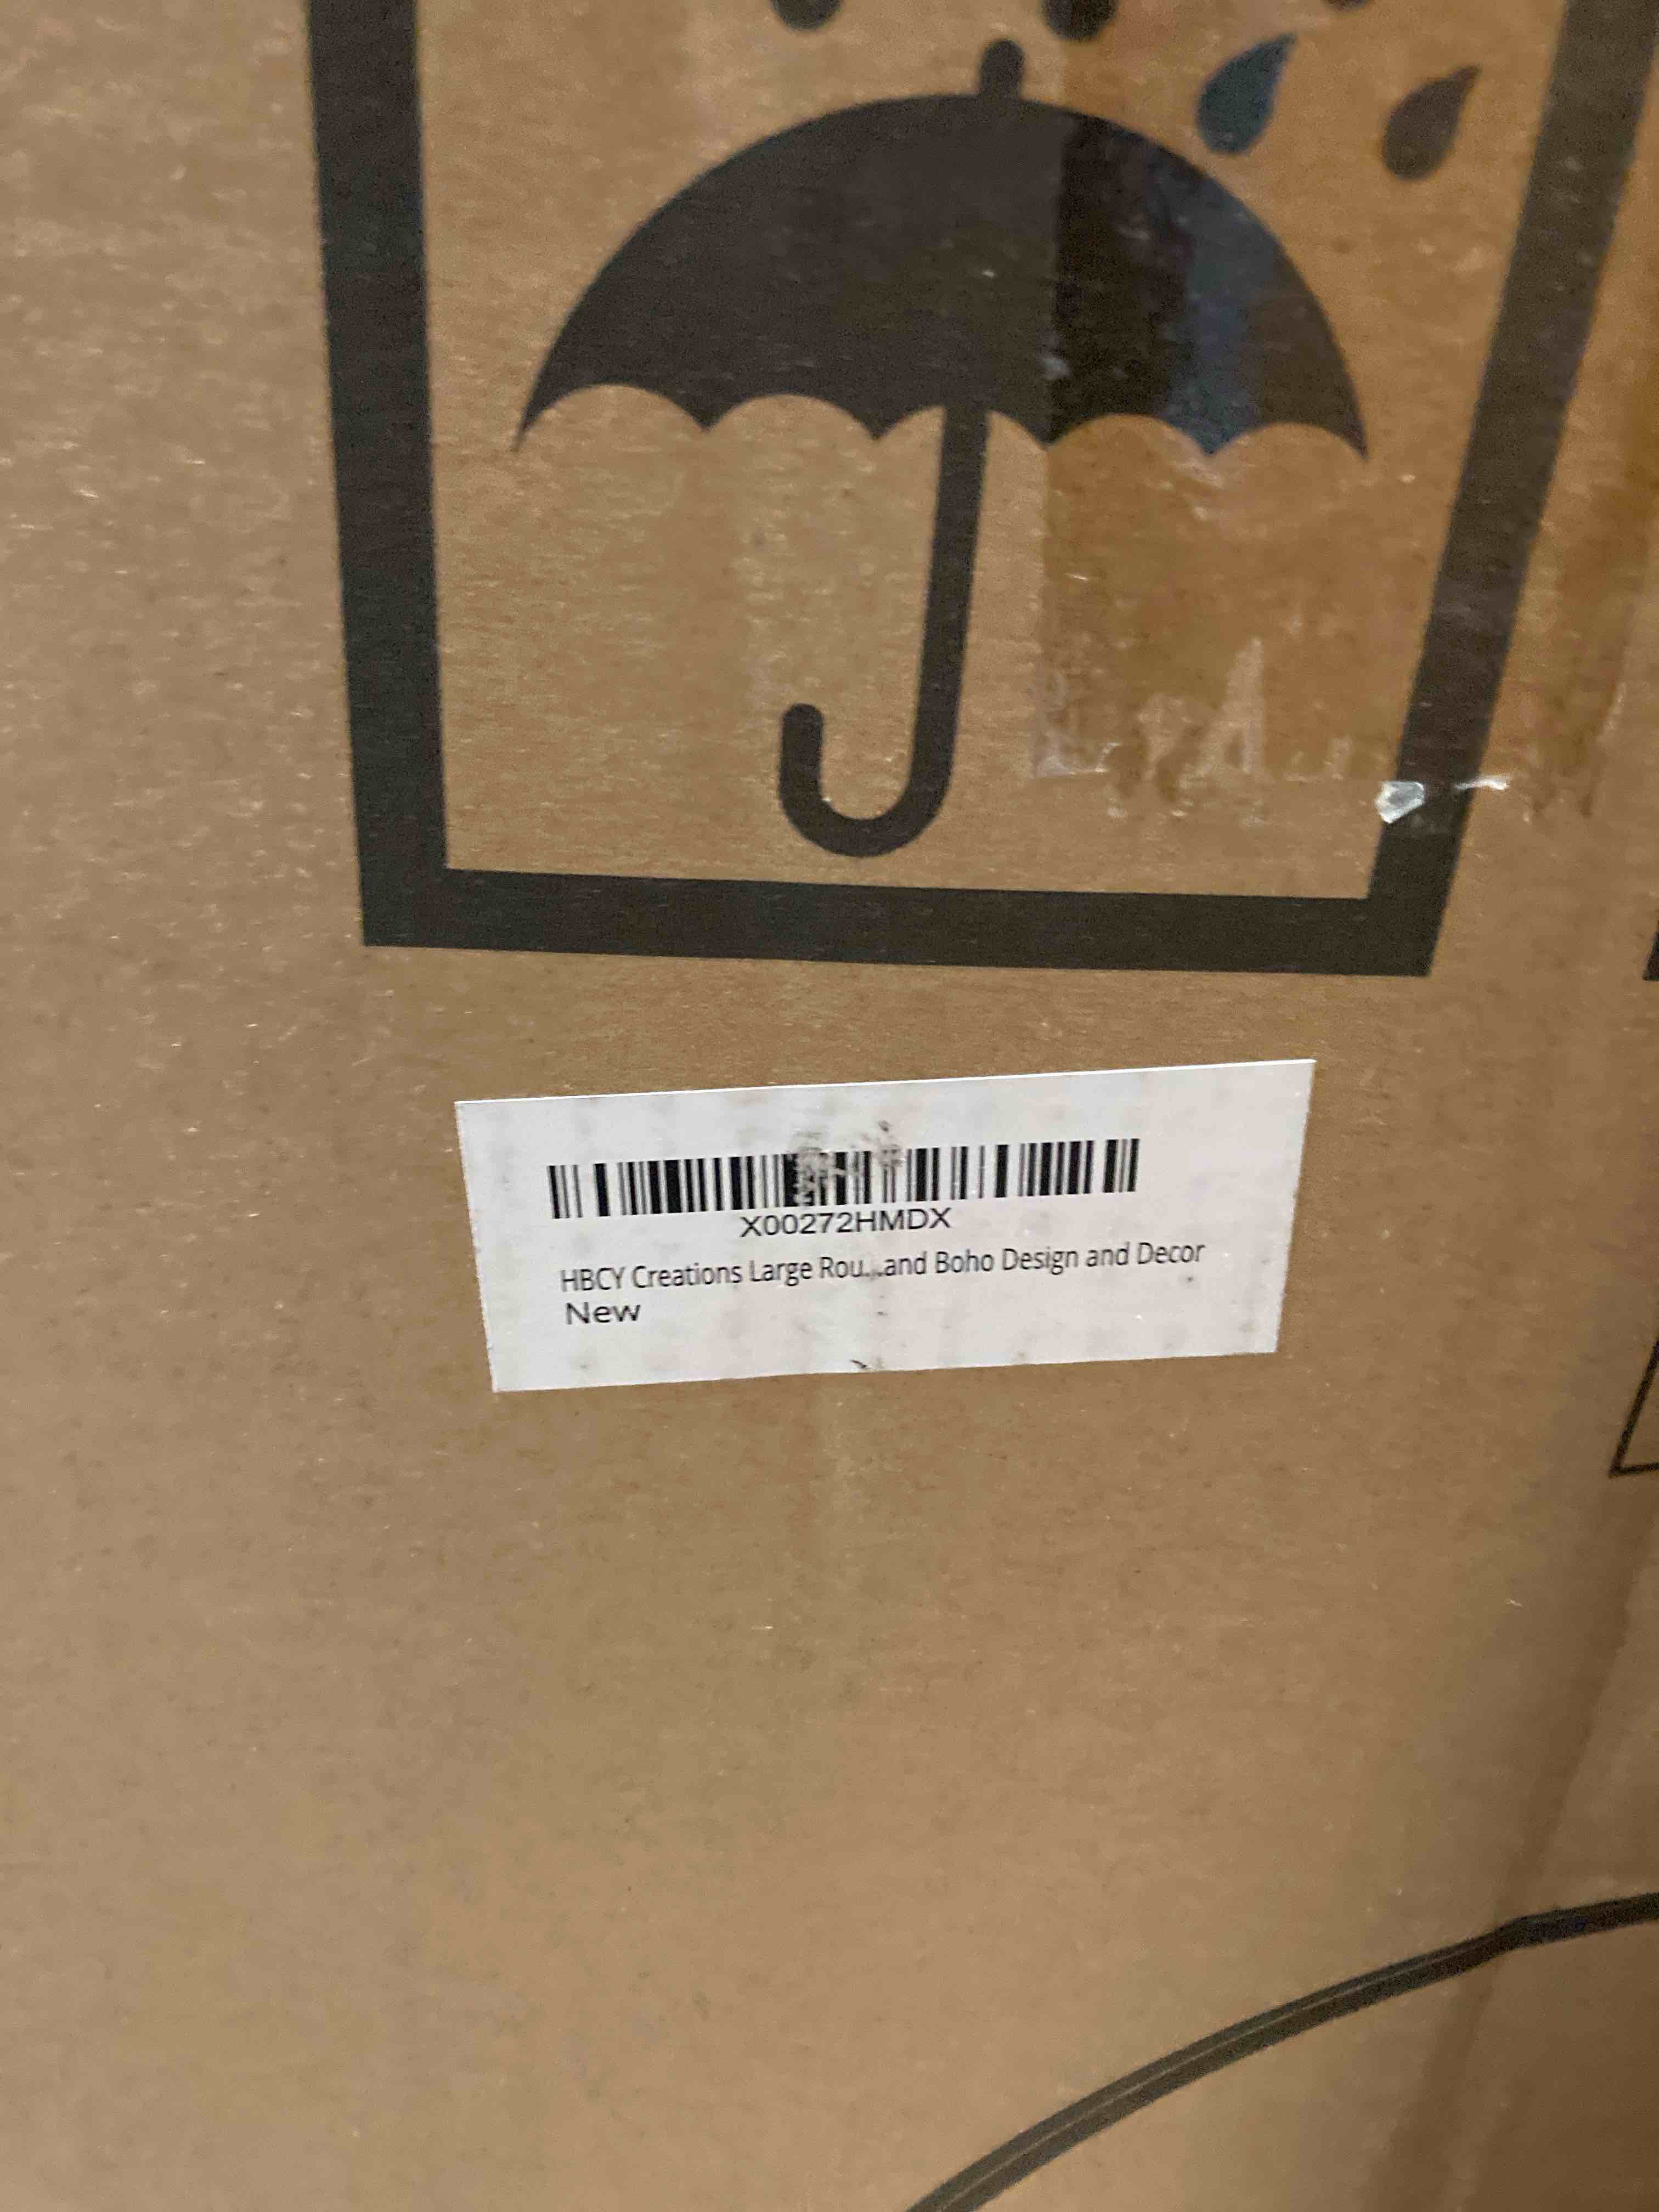 X00272HMDX
HBCY Creations Large Rou...and Boho Design and Decor
New